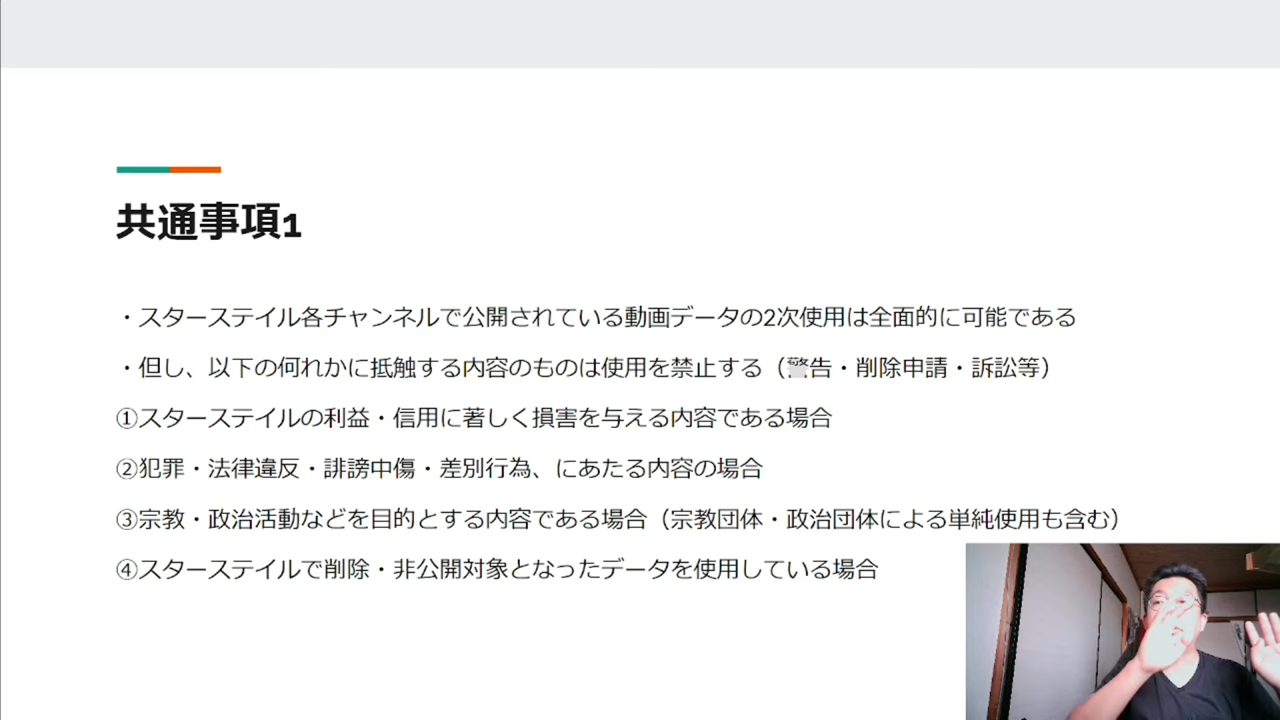 共通事項1
・スターステイル各チャンネルで公開されている動画データの2次使用は全面的に可能である
・但し、以下の何れかに抵触する内容のものは使用を禁止する（警告・削除申請・訴訟等）
①スターステイルの利益・信用に著しく損害を与える内容である場合
②犯罪・法律違反・誹謗中傷・差別行為、にあたる内容の場合
③宗教・政治活動などを目的とする内容である場合（宗教団体・政治団体による単純使用も含む）
④スターステイルで削除・非公開対象となったデータを使用している場合